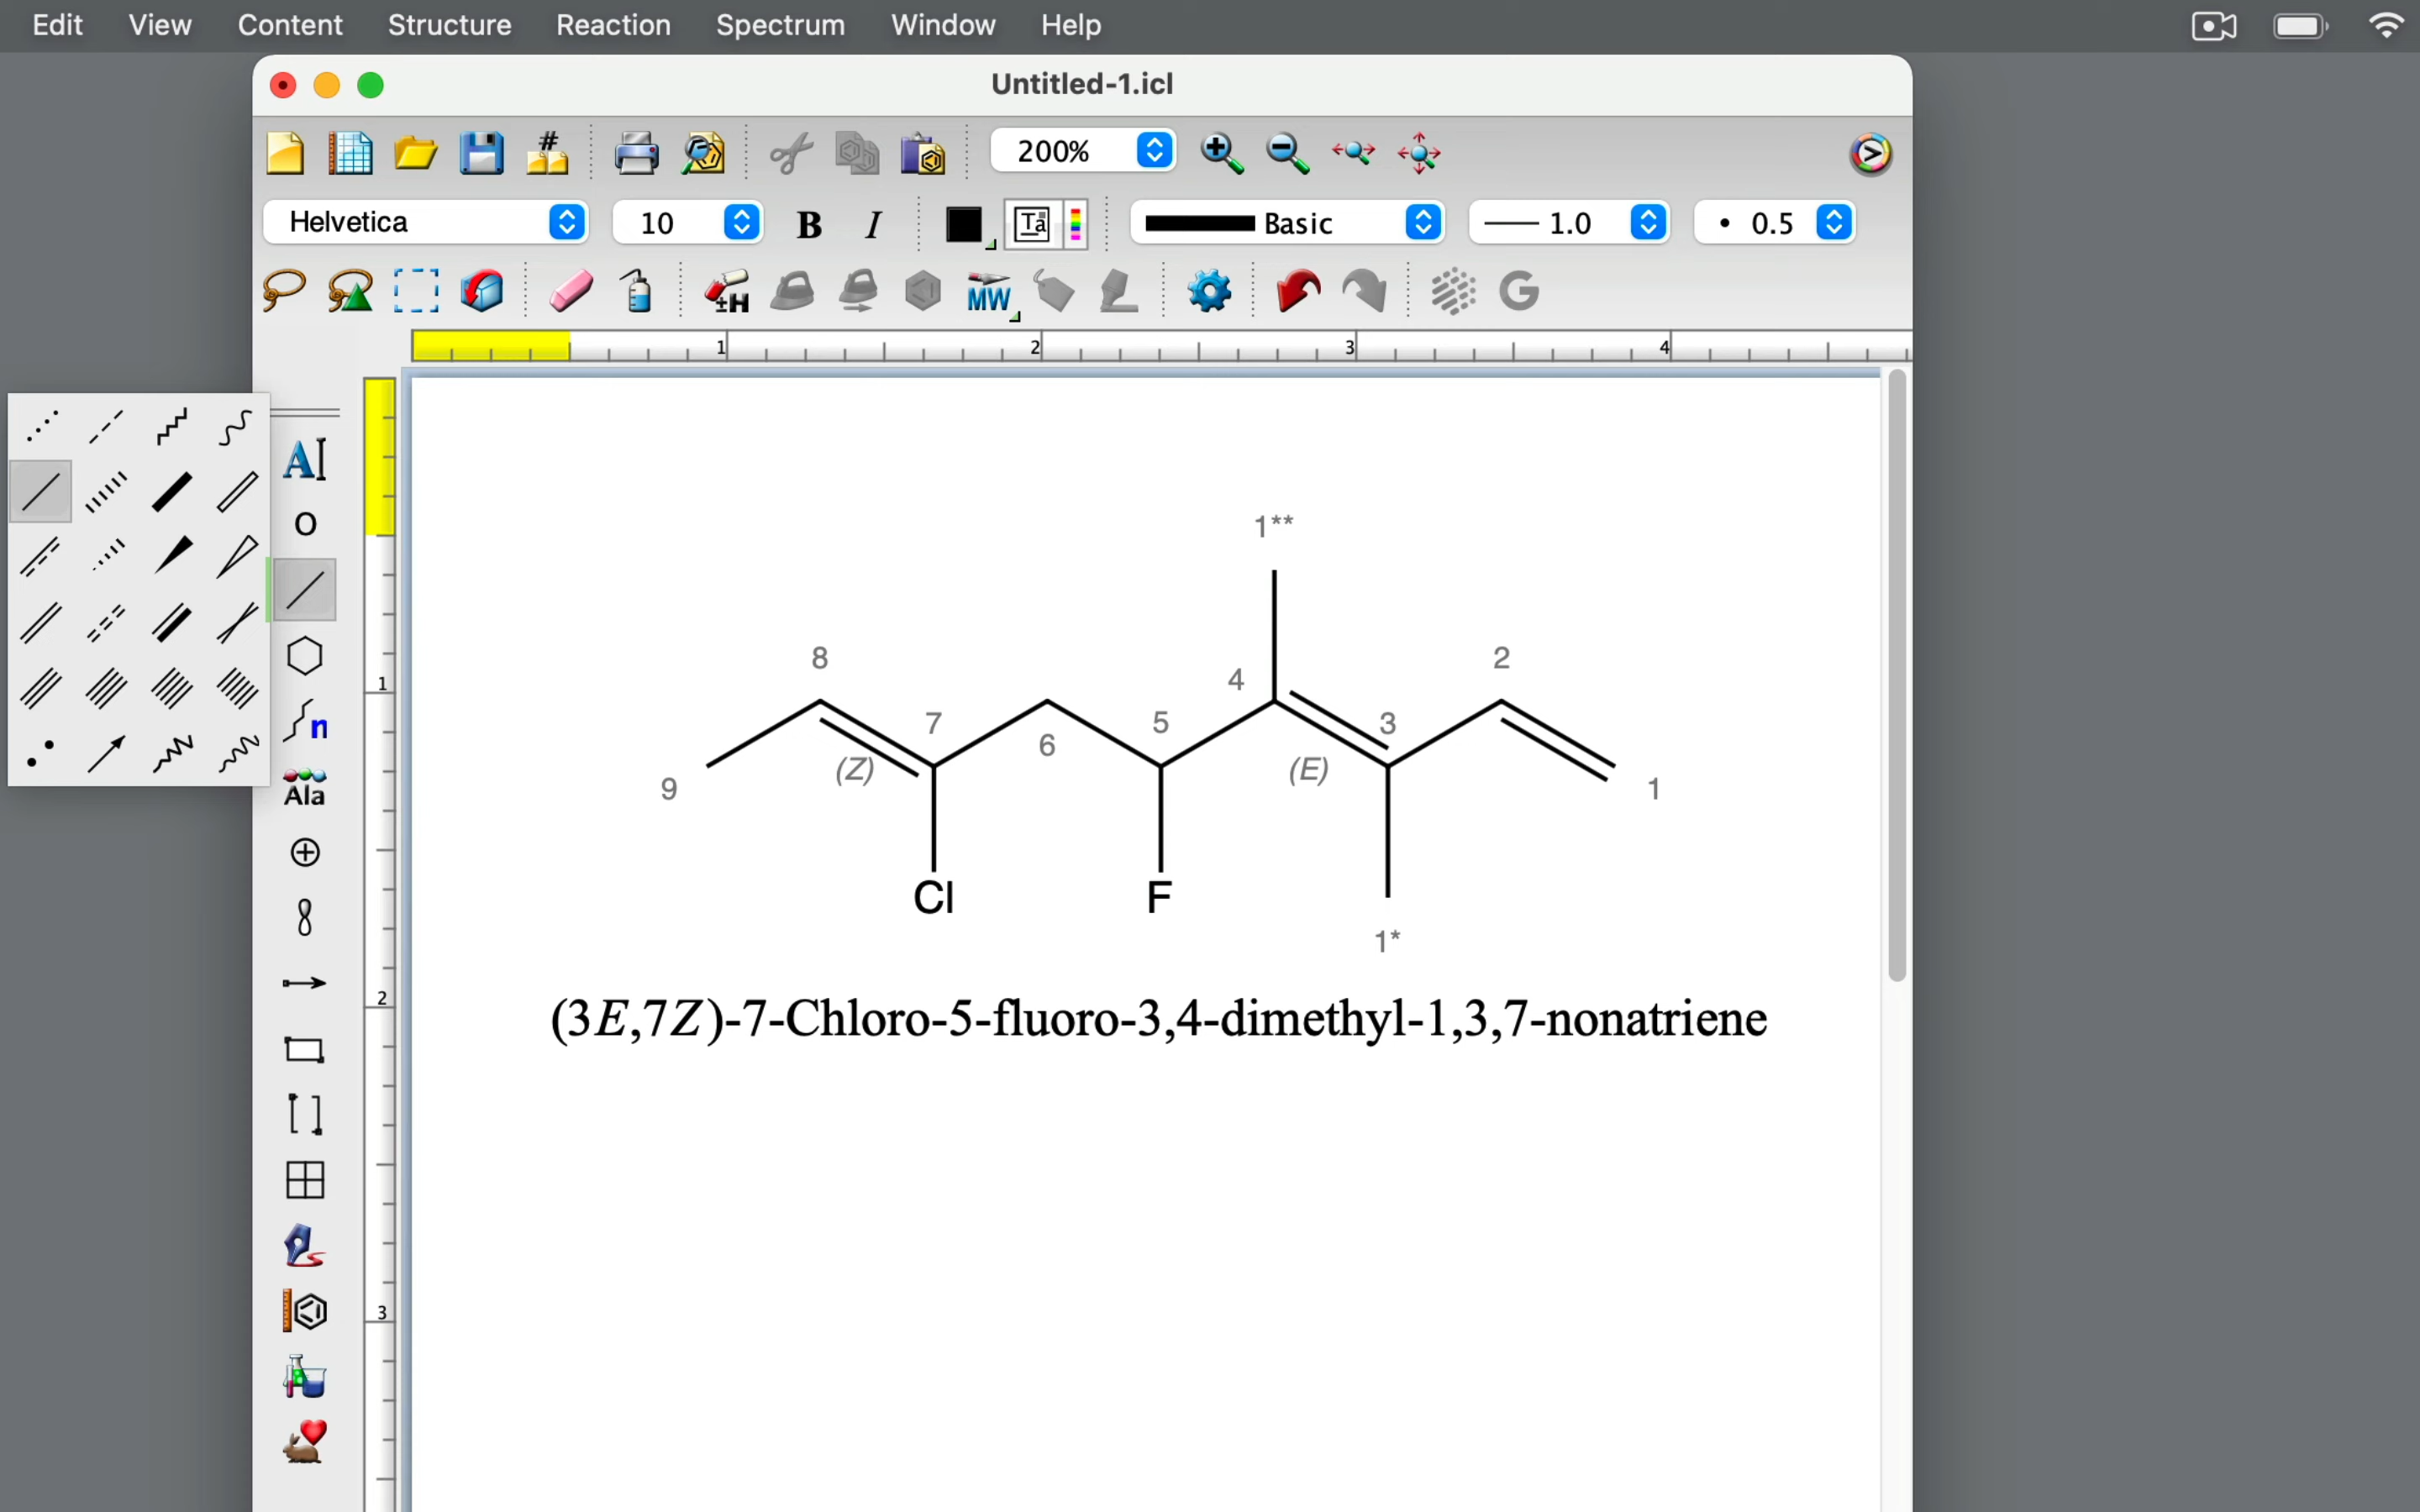 Edit View Content Structure Reaction Spectrum Window Help
Untitled-1.icl
#
200%
Helvetica 10 B I Ta Basic 1.0 0.5
±H MW G
1 2 3 4
AI
O
n
Ala
1
2
3
1**
8 4 2
7 5 3
6
9 (Z) (E) 1
Cl F
1*
(3E,7Z)-7-Chloro-5-fluoro-3,4-dimethyl-1,3,7-nonatriene